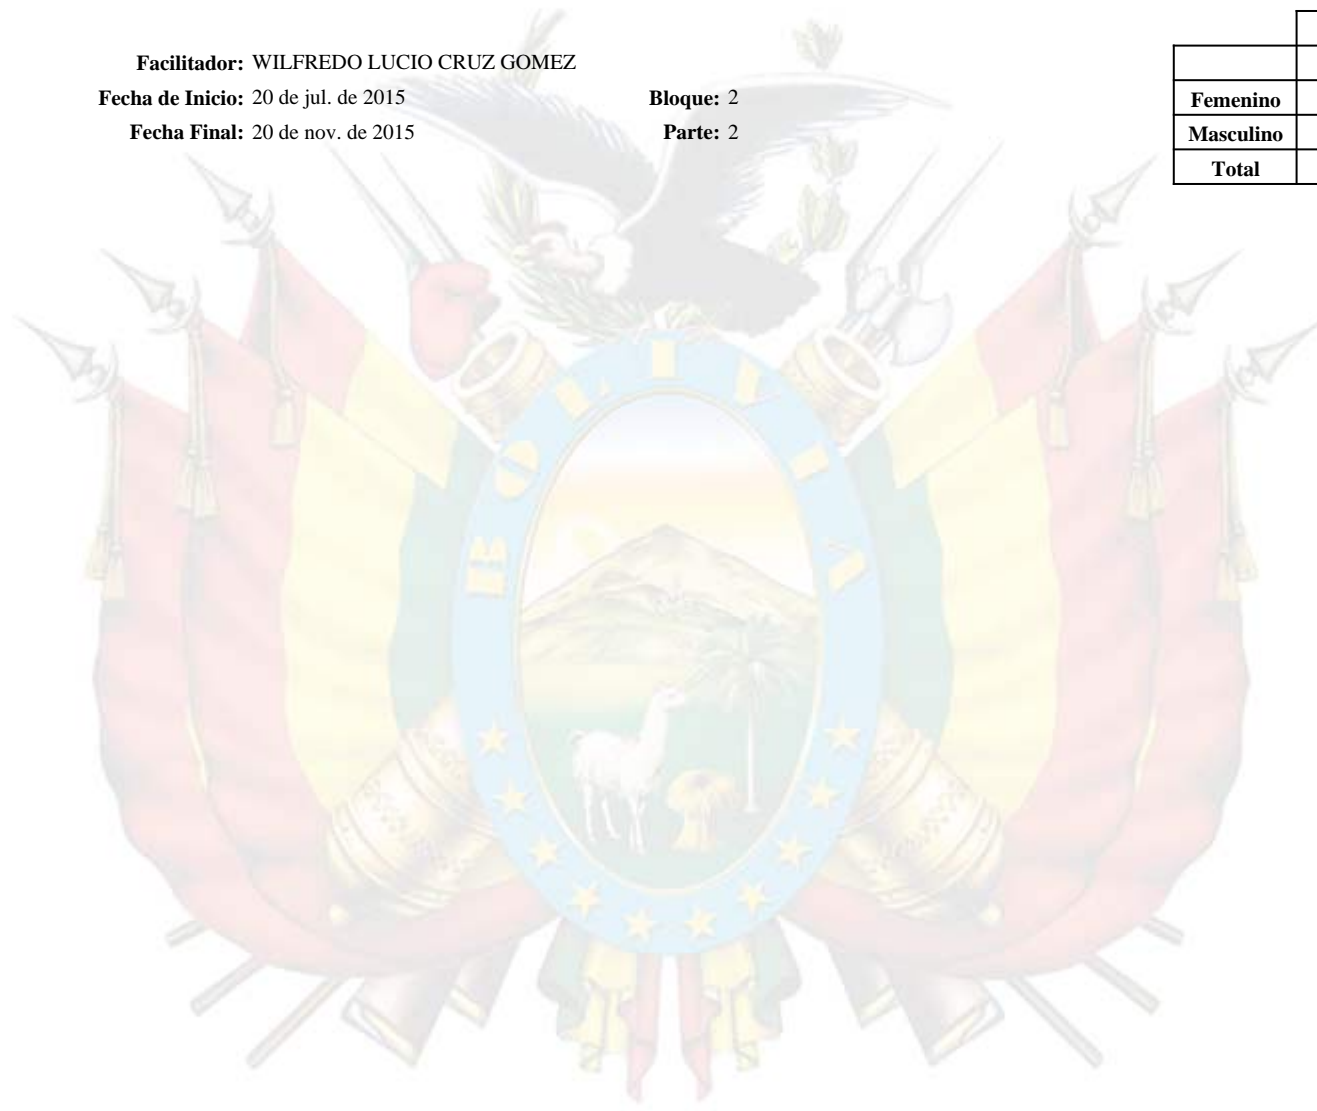 Facilitador: WILFREDO LUCIO CRUZ GOMEZ
Fecha de Inicio: 20 de jul. de 2015 Bloque: 2
Fecha Final: 20 de nov. de 2015 Parte: 2
Femenino
Masculino
Total
BOLIVIA